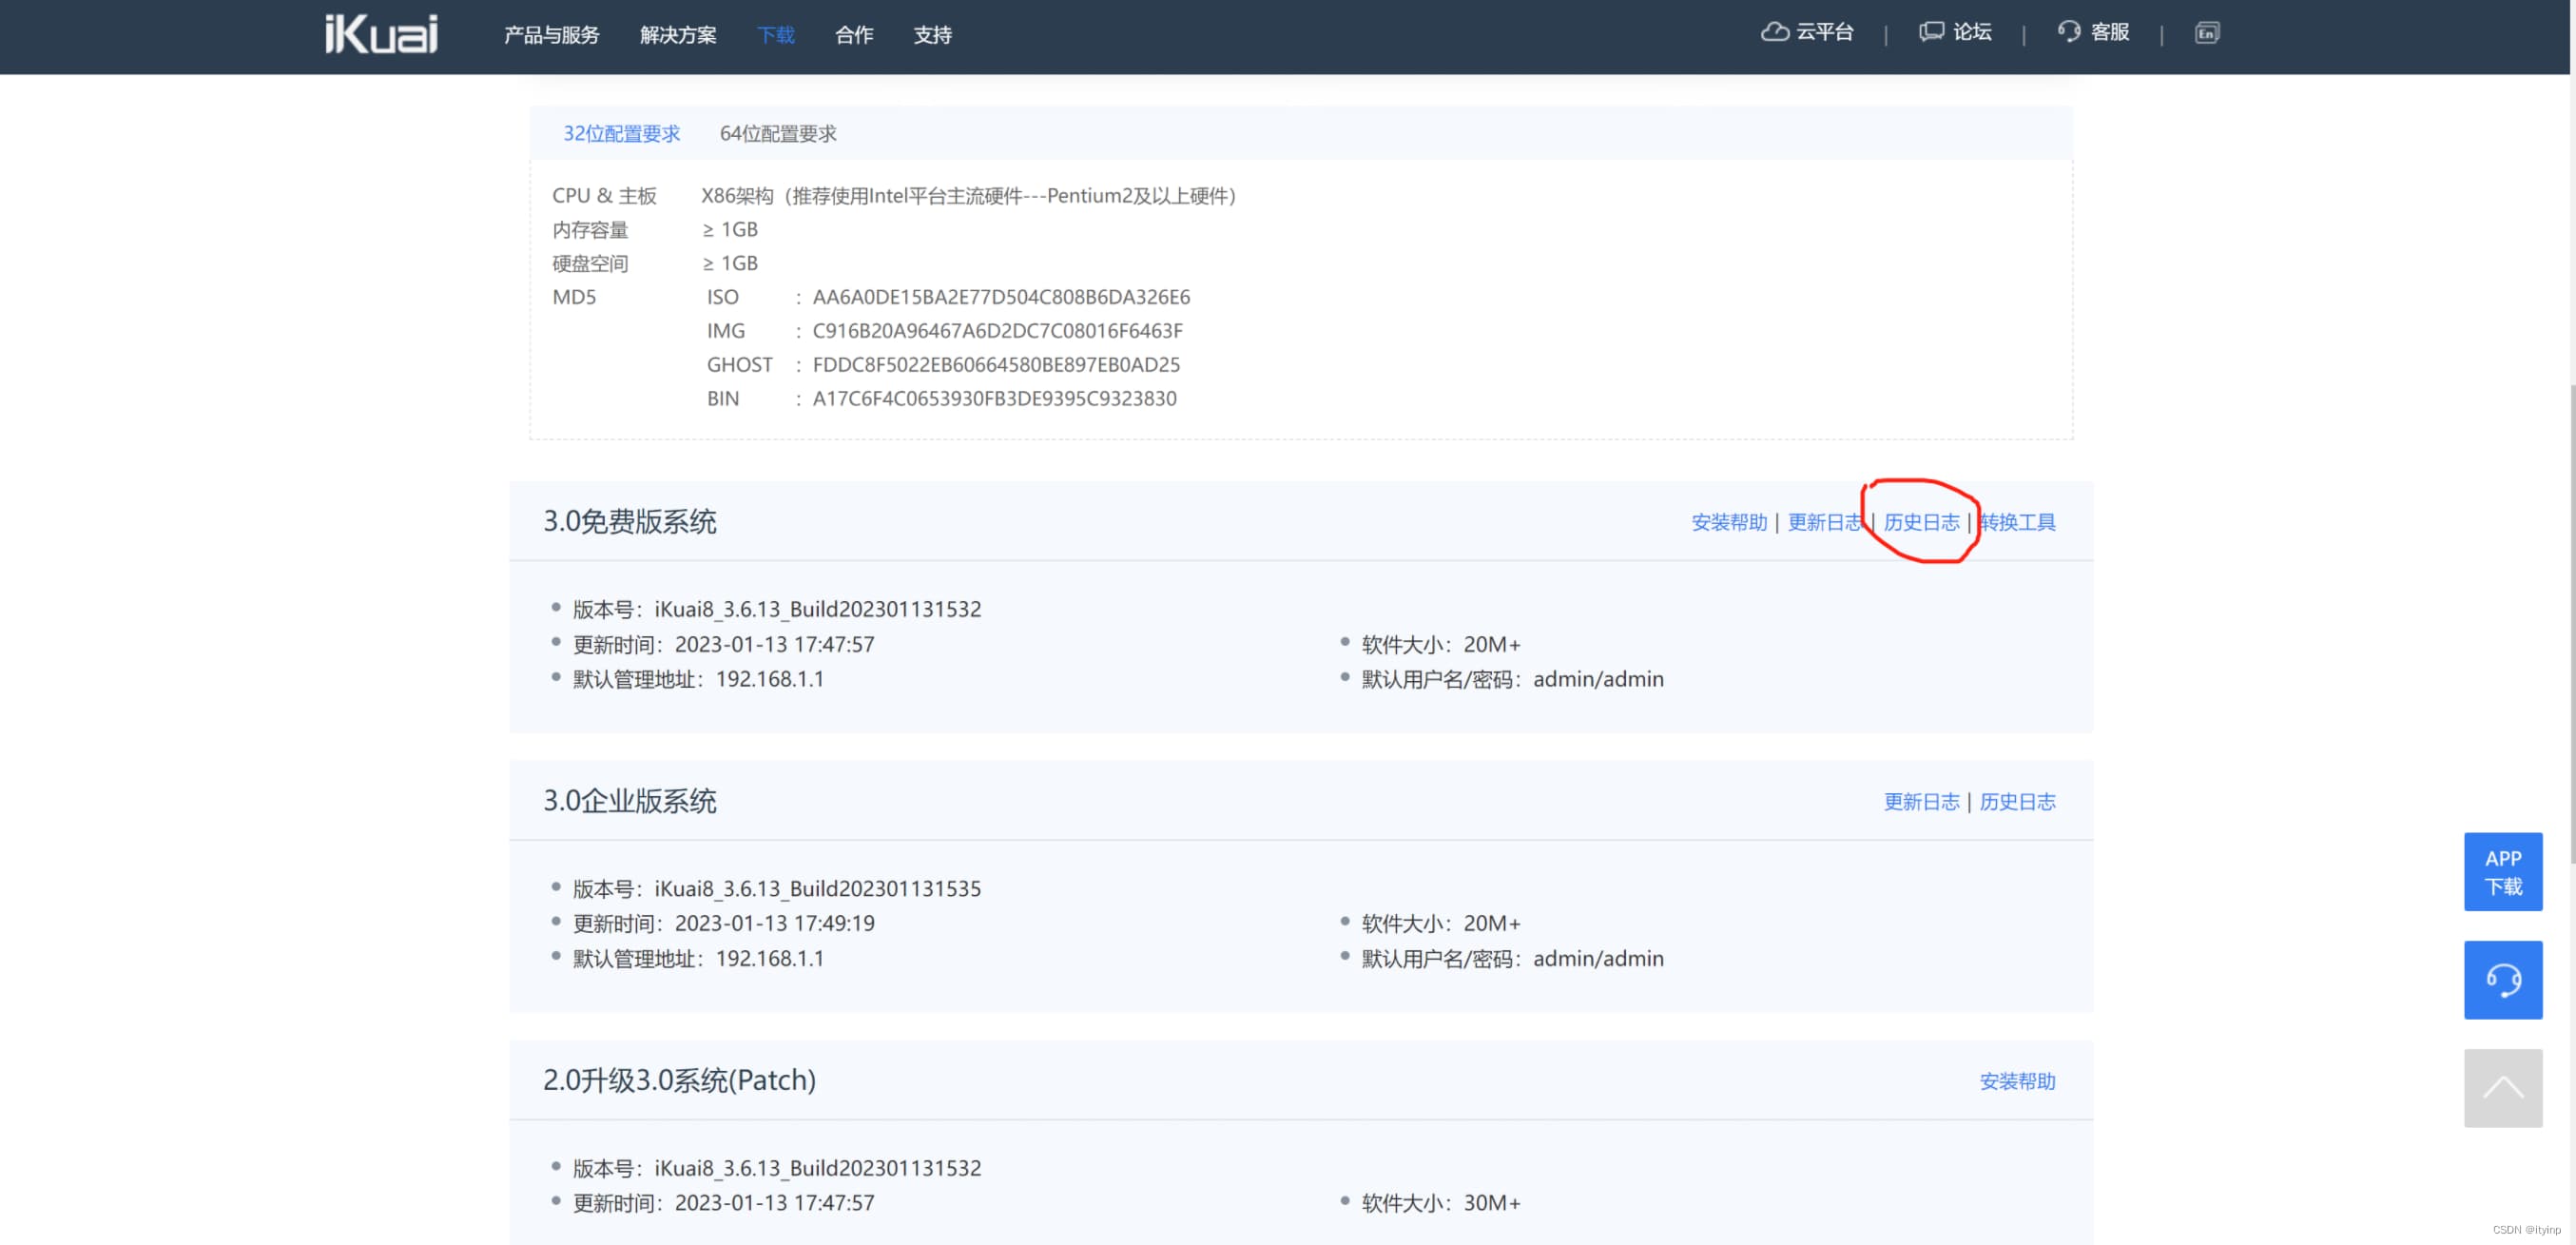 iKuai 产品与服务 解决方案 下载 合作 支持 云平台 | 论坛 | 客服 | En
32位配置要求 64位配置要求
CPU & 主板 X86架构（推荐使用Intel平台主流硬件---Pentium2及以上硬件）
内存容量 ≥ 1GB
硬盘空间 ≥ 1GB
MD5 ISO : AA6A0DE15BA2E77D504C808B6DA326E6
IMG : C916B20A96467A6D2DC7C08016F6463F
GHOST : FDDC8F5022EB60664580BE897EB0AD25
BIN : A17C6F4C0653930FB3DE9395C9323830
3.0免费版系统 安装帮助 | 更新日志 | 历史日志 | 转换工具
版本号：iKuai8_3.6.13_Build202301131532
更新时间：2023-01-13 17:47:57 软件大小：20M+
默认管理地址：192.168.1.1 默认用户名/密码：admin/admin
3.0企业版系统 更新日志 | 历史日志
版本号：iKuai8_3.6.13_Build202301131535
更新时间：2023-01-13 17:49:19 软件大小：20M+
默认管理地址：192.168.1.1 默认用户名/密码：admin/admin
APP
下载
2.0升级3.0系统(Patch) 安装帮助
版本号：iKuai8_3.6.13_Build202301131532
更新时间：2023-01-13 17:47:57 软件大小：30M+
CSDN @ityinp